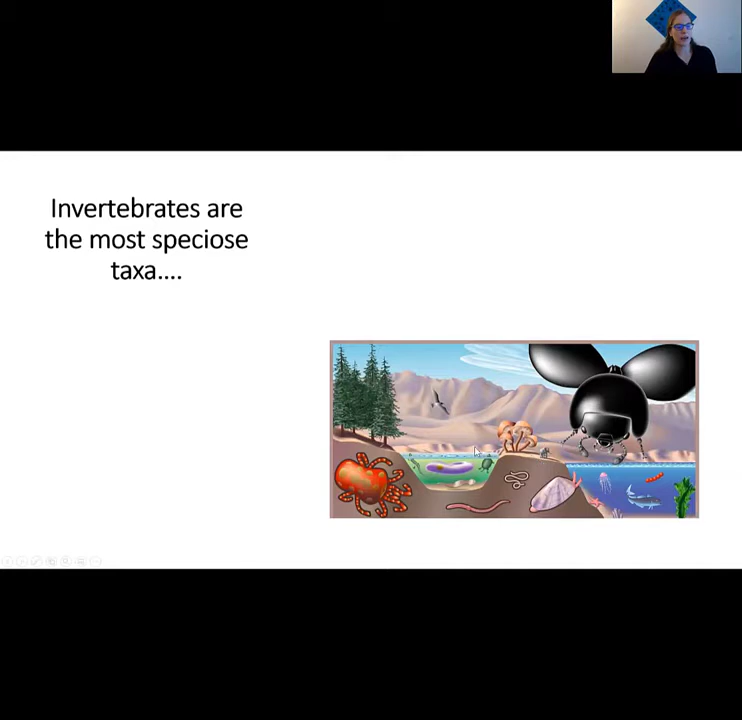 Invertebrates are
the most speciose
taxa....